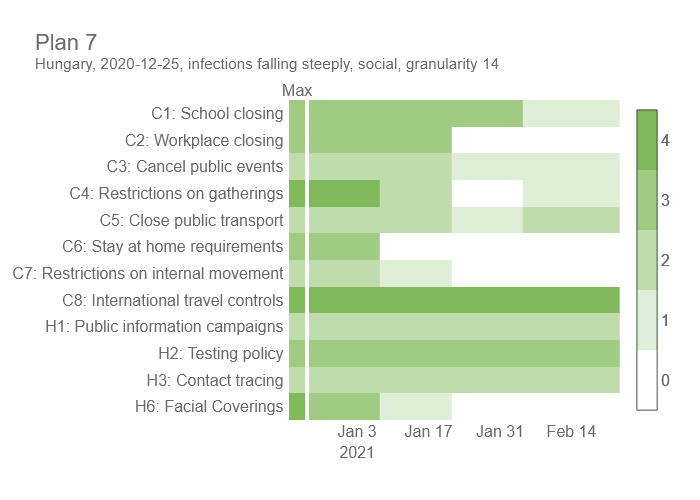 Plan 7
Hungary, 2020-12-25, infections falling steeply, social, granularity 14
Max
C1: School closing
C2: Workplace closing
C3: Cancel public events
C4: Restrictions on gatherings
C5: Close public transport
C6: Stay at home requirements
C7: Restrictions on internal movement
C8: International travel controls
H1: Public information campaigns
H2: Testing policy
H3: Contact tracing
H6: Facial Coverings
Jan 3 Jan 17 Jan 31 Feb 14
2021
4
3
2
1
0